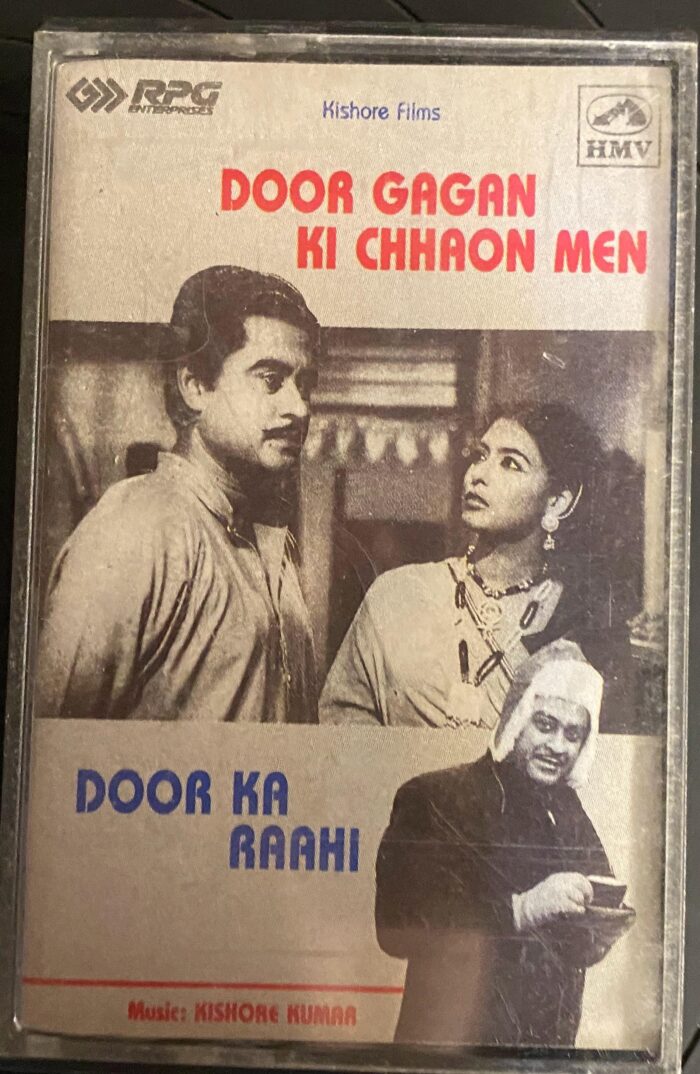 RPG
ENTERPRISES
Kishore Films
HMV
DOOR GAGAN
KI CHHAON MEN
DOOR KA
RAAHI
Music: KISHORE KUMAR